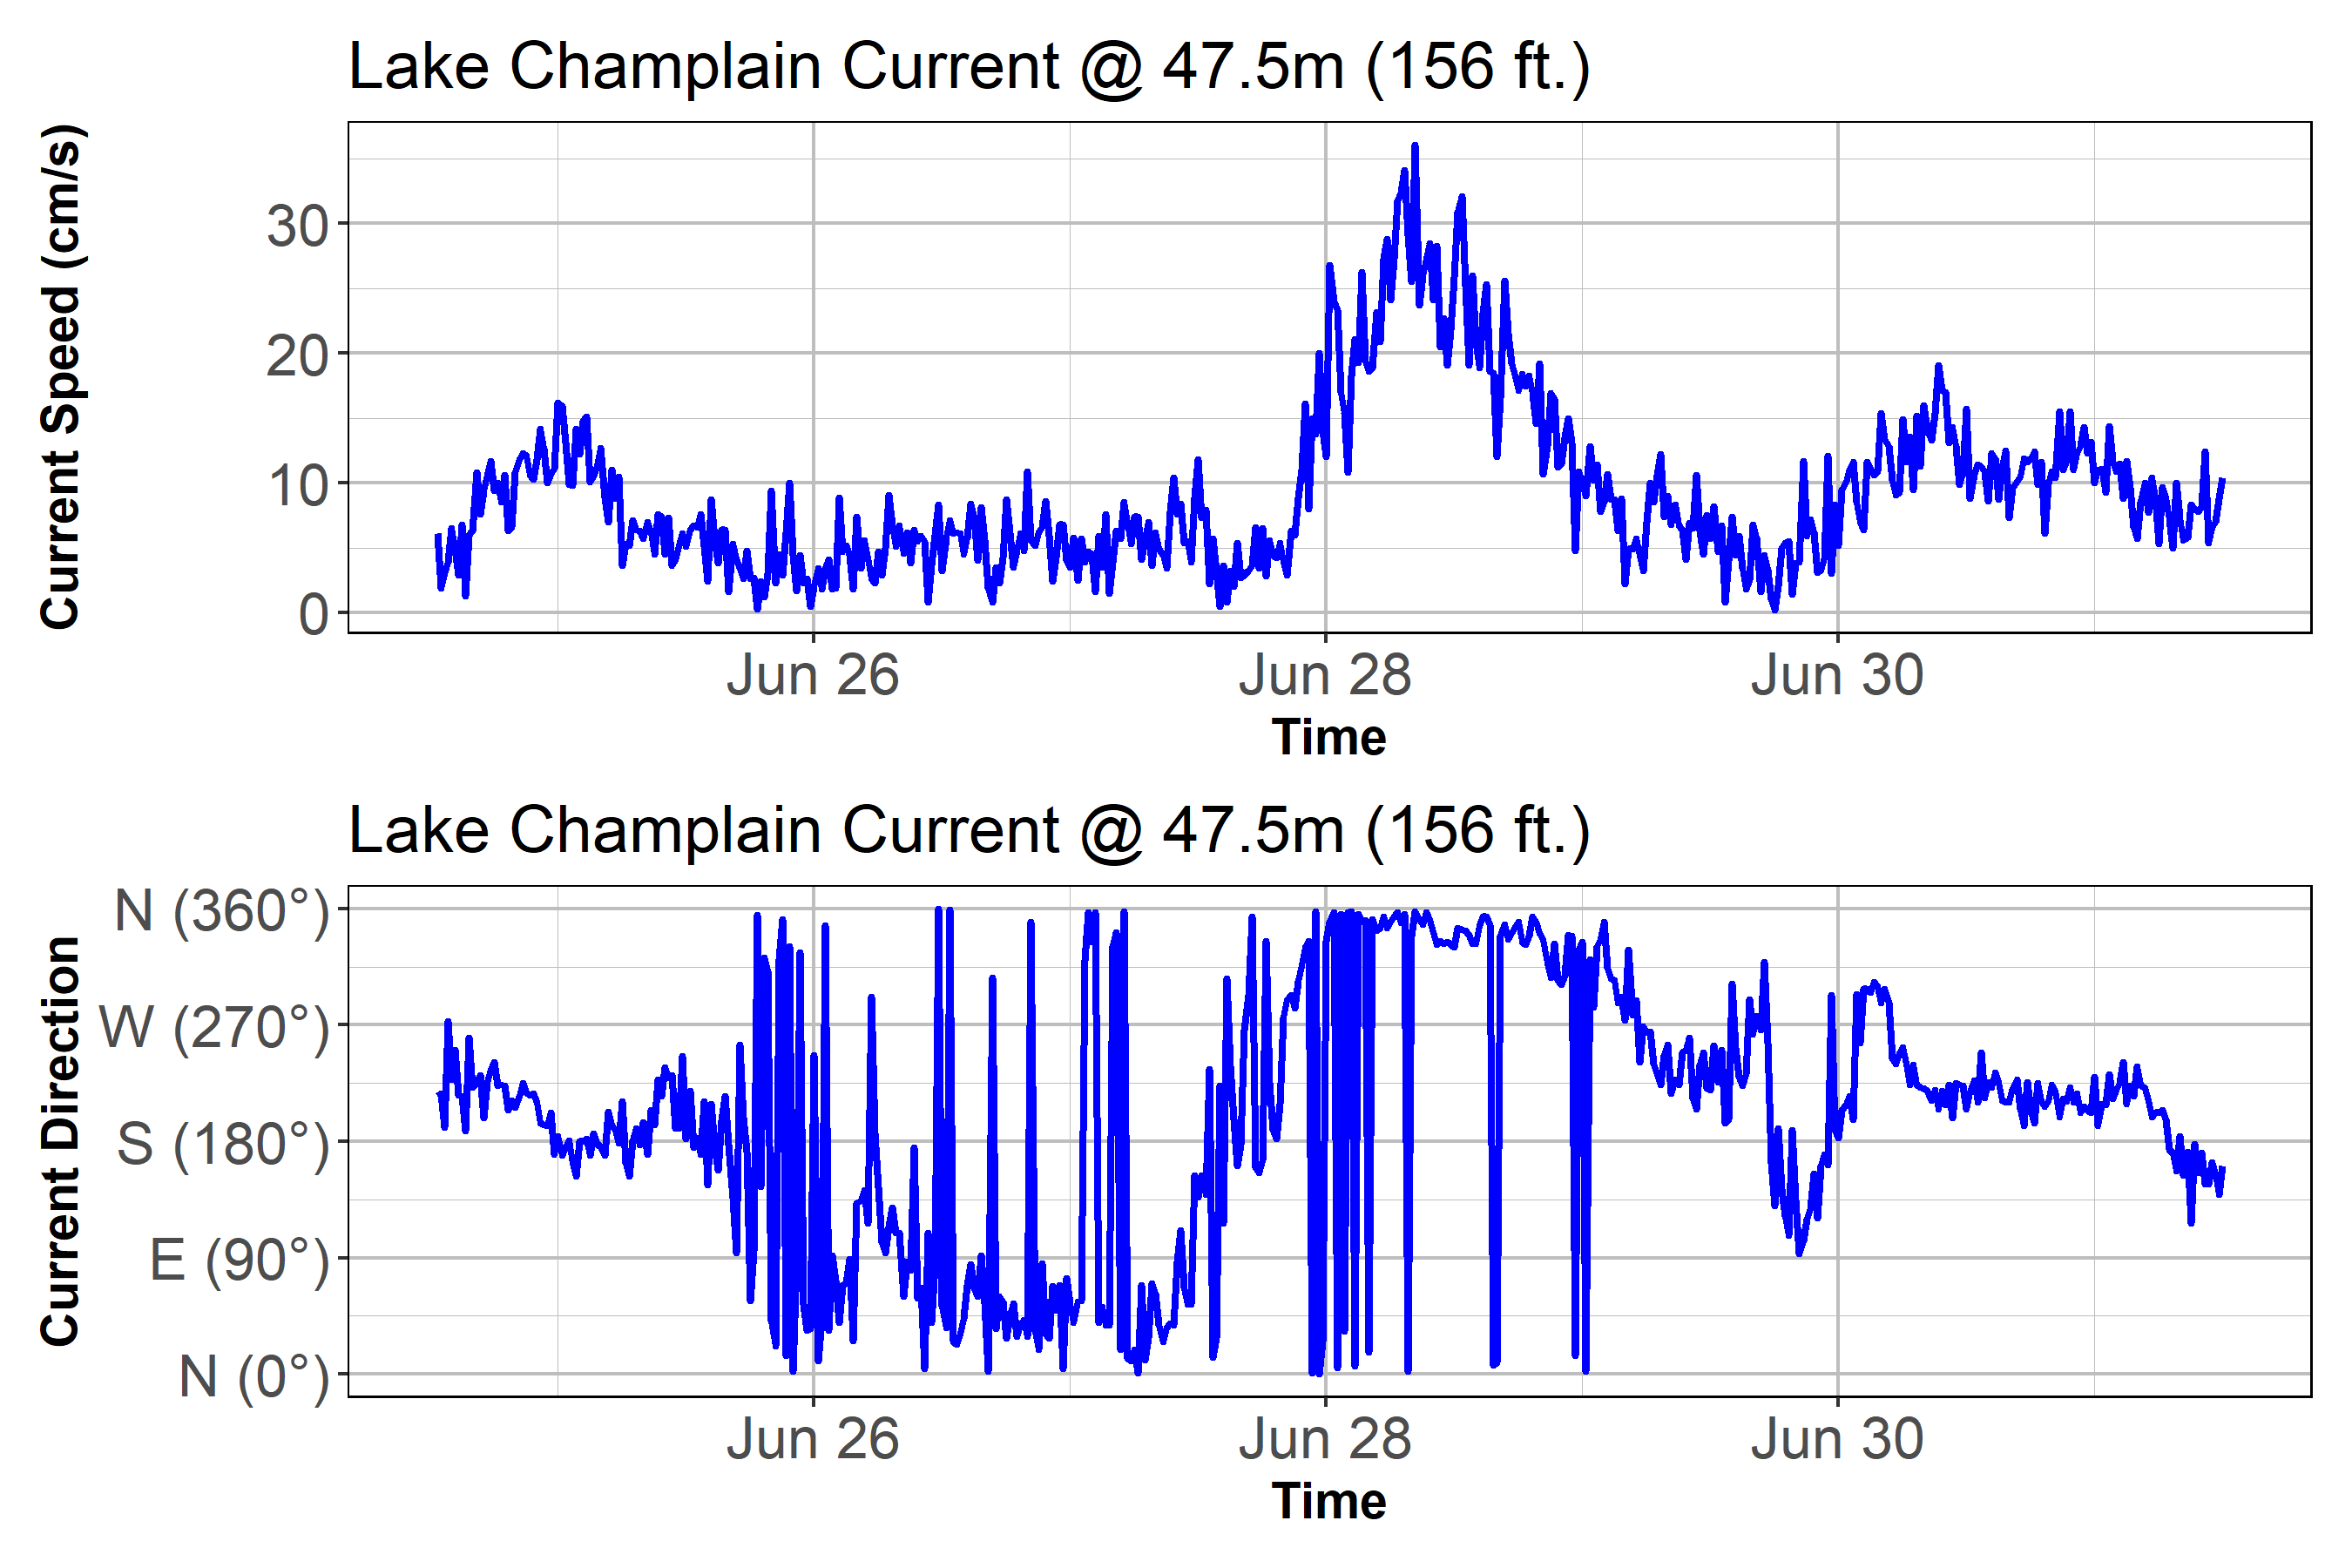 Lake Champlain Current @ 47.5m (156 ft.)
Current Speed (cm/s)
30
20
10
0
Jun 26 Jun 28 Jun 30
Time
Lake Champlain Current @ 47.5m (156 ft.)
Current Direction
N (360°)
W (270°)
S (180°)
E (90°)
N (0°)
Jun 26 Jun 28 Jun 30
Time